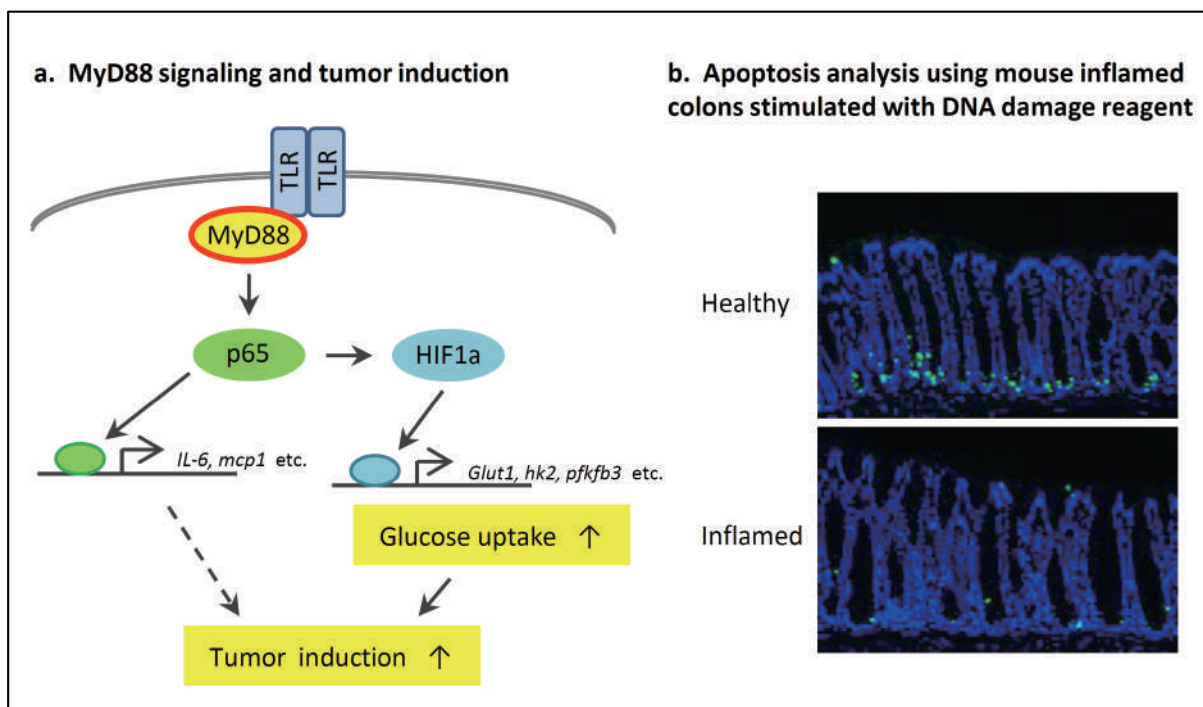 a. MyD88 signaling and tumor induction
TLR
TLR
MyD88
p65
HIF1a
IL-6, mcp1 etc.
Glut1, hk2, pfkfb3 etc.
Glucose uptake ↑
Tumor induction ↑
b. Apoptosis analysis using mouse inflamed
colons stimulated with DNA damage reagent
Healthy
Inflamed